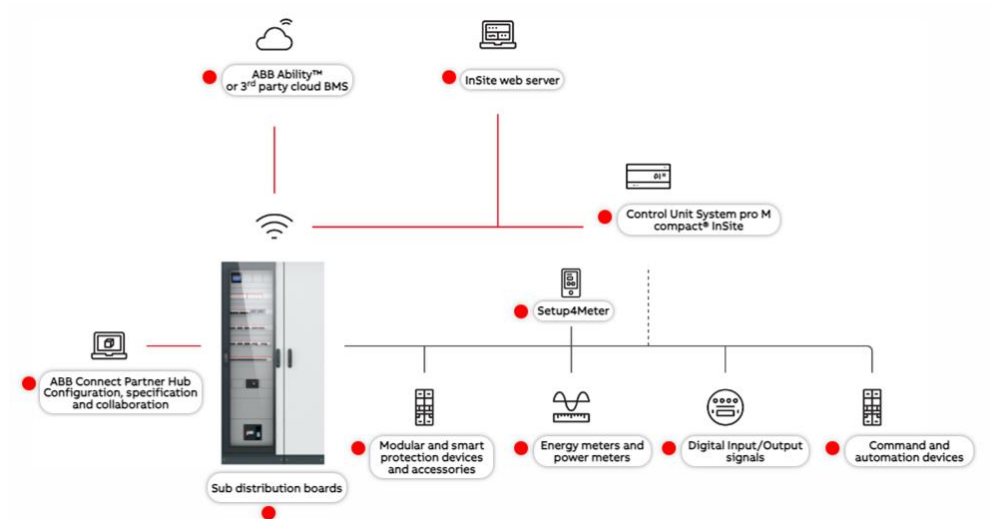 ABB Ability™
or 3rd party cloud BMS
InSite web server
Control Unit System pro M
compact® InSite
Setup4Meter
ABB Connect Partner Hub
Configuration, specification
and collaboration
Modular and smart
protection devices
and accessories
Energy meters and
power meters
Digital Input/Output
signals
Command and
automation devices
Sub distribution boards